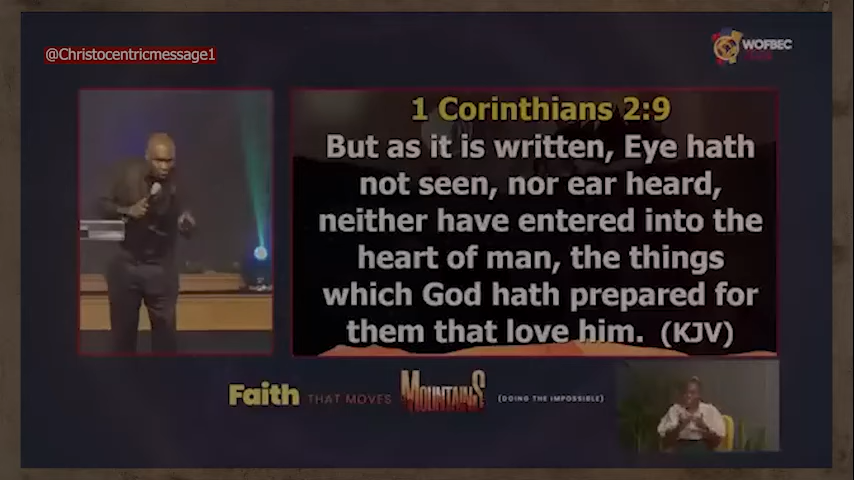 @Christocentricmessage1
WOFBEC
1 Corinthians 2:9
But as it is written, Eye hath
not seen, nor ear heard,
neither have entered into the
heart of man, the things
which God hath prepared for
them that love him. (KJV)
Faith THAT MOVES MOUNTAINS (DOING THE IMPOSSIBLE)